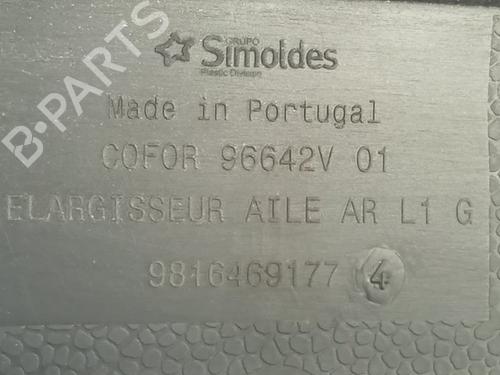 GRUPO
Simoldes
Plastic Division
Made in Portugal
COFOR 96642V 01
ELARGISSEUR AILE AR L1 G
9816469177 4
B-PARTS